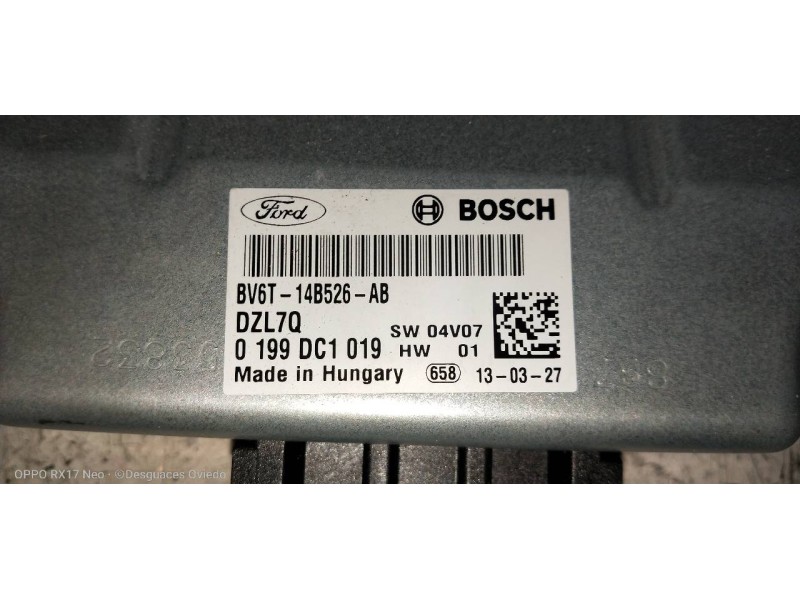 Ford BOSCH
BV6T-14B526-AB
DZL7Q
SW 04V07
0 199 DC1 019
HW 01
Made in Hungary 658 13-03-27
OPPO RX17 Neo · ©Desguaces Oviedo